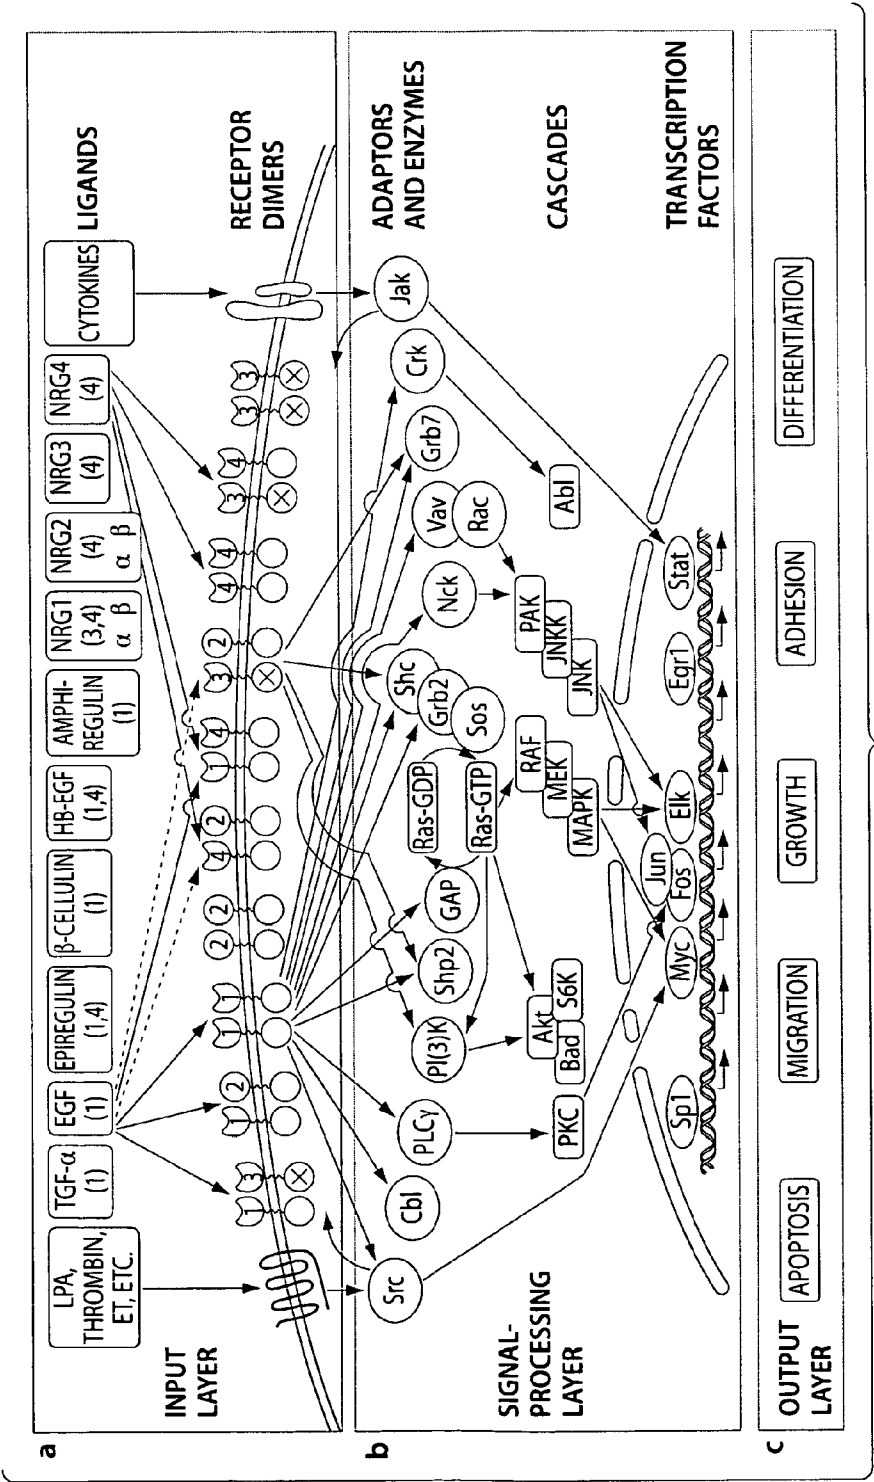 a
INPUT
LAYER
LPA,
THROMBIN,
ET, ETC.
TGF-α
(1)
EGF
(1)
EPIREGULIN
(1,4)
β-CELLULIN
(1)
HB-EGF
(1,4)
AMPHI-
REGULIN
(1)
NRG1
(3,4)
α β
NRG2
(4)
α β
NRG3
(4)
NRG4
(4)
CYTOKINES
LIGANDS
1 3
1 2
1 1
2 2
4 2
1 4
3 2
4 4
3 4
3 3
RECEPTOR
DIMERS
b
SIGNAL-
PROCESSING
LAYER
Src
Cbl
PLCγ
PI(3)K
Shp2
GAP
Ras-GDP
Ras-GTP
Shc
Grb2
Sos
Nck
Vav
Rac
Grb7
Crk
Jak
ADAPTORS
AND ENZYMES
PKC
Akt
Bad
S6K
RAF
MEK
MAPK
PAK
JNKK
JNK
Abl
CASCADES
Sp1
Myc
Jun
Fos
Elk
Egr1
Stat
TRANSCRIPTION
FACTORS
c
OUTPUT
LAYER
APOPTOSIS
MIGRATION
GROWTH
ADHESION
DIFFERENTIATION